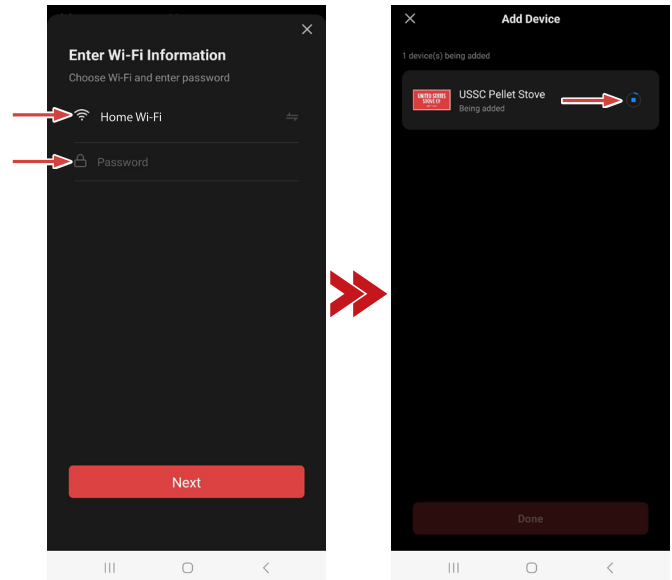 Enter Wi-Fi Information
Choose Wi-Fi and enter password
Home Wi-Fi
Password
Next
Add Device
1 device(s) being added
UNITED STATES
STOVE CO
USSC Pellet Stove
Being added
Done